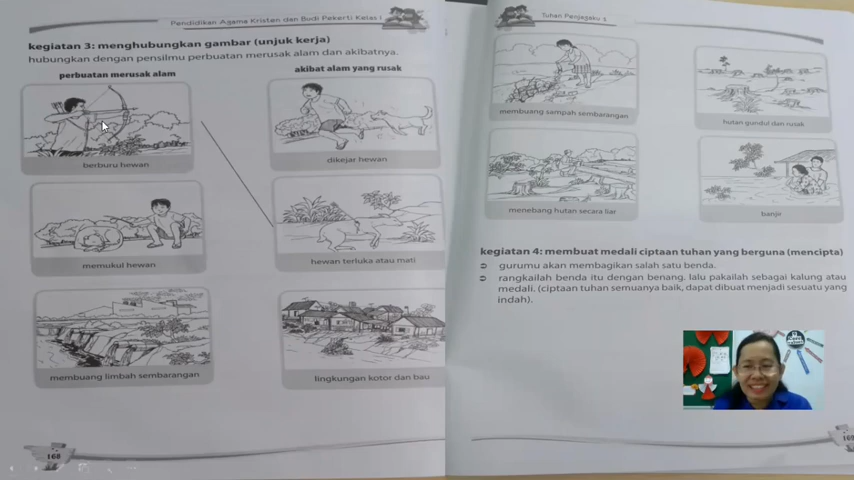 Pendidikan Agama Kristen dan Budi Pekerti Kelas I
kegiatan 3: menghubungkan gambar (unjuk kerja)
hubungkan dengan pensilmu perbuatan merusak alam dan akibatnya.
perbuatan merusak alam
akibat alam yang rusak
berburu hewan
dikejar hewan
memukul hewan
hewan terluka atau mati
membuang limbah sembarangan
lingkungan kotor dan bau
168
Tuhan Penjagaku
membuang sampah sembarangan
hutan gundul dan rusak
menebang hutan secara liar
banjir
kegiatan 4: membuat medali ciptaan tuhan yang berguna (mencipta)
gurumu akan membagikan salah satu benda.
rangkailah benda itu dengan benang. lalu pakailah sebagai kalung atau
medali. (ciptaan tuhan semuanya baik, dapat dibuat menjadi sesuatu yang
indah).
169